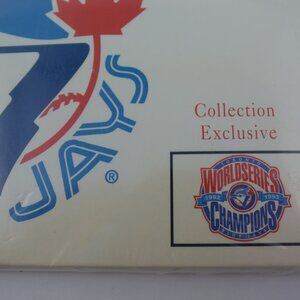 JAYS®
Collection
Exclusive
TORONTO
WORLD SERIES
1992 1993
CHAMPIONS